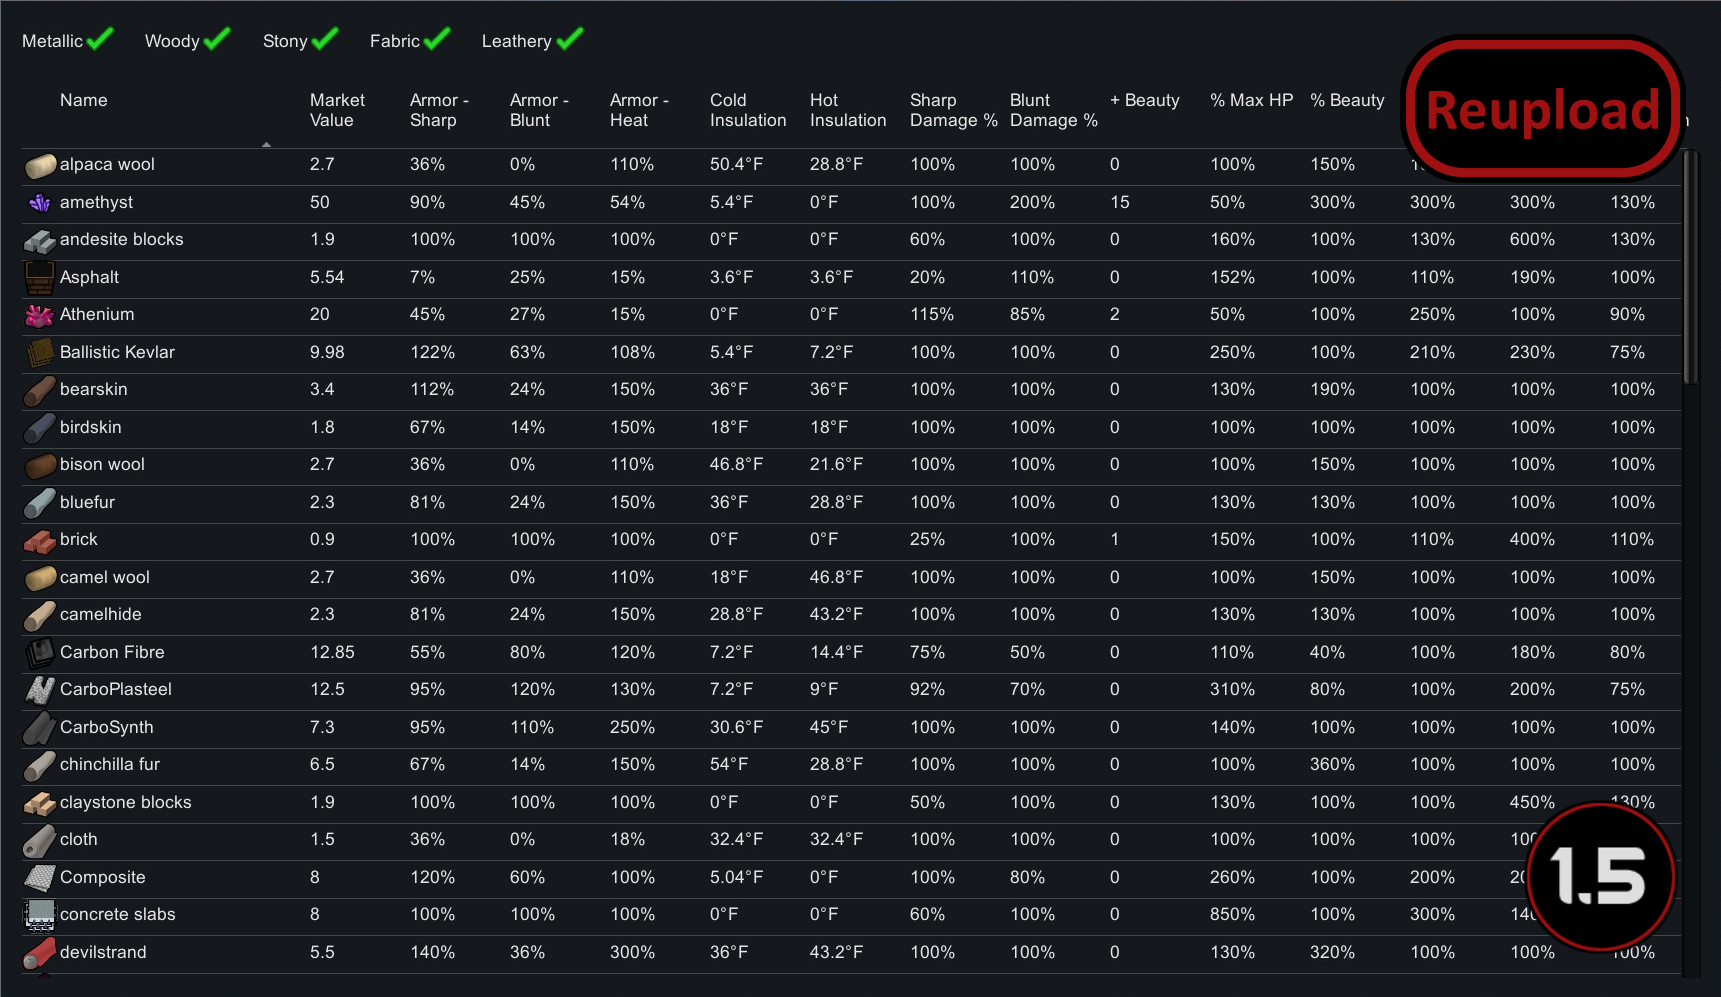 Metallic Woody Stony Fabric Leathery
Name Market Value Armor - Sharp Armor - Blunt Armor - Heat Cold Insulation Hot Insulation Sharp Damage % Blunt Damage % + Beauty % Max HP % Beauty
Reupload
alpaca wool 2.7 36% 0% 110% 50.4°F 28.8°F 100% 100% 0 100% 150%
amethyst 50 90% 45% 54% 5.4°F 0°F 100% 200% 15 50% 300% 300% 300% 130%
andesite blocks 1.9 100% 100% 100% 0°F 0°F 60% 100% 0 160% 100% 130% 600% 130%
Asphalt 5.54 7% 25% 15% 3.6°F 3.6°F 20% 110% 0 152% 100% 110% 190% 100%
Athenium 20 45% 27% 15% 0°F 0°F 115% 85% 2 50% 100% 250% 100% 90%
Ballistic Kevlar 9.98 122% 63% 108% 5.4°F 7.2°F 100% 100% 0 250% 100% 210% 230% 75%
bearskin 3.4 112% 24% 150% 36°F 36°F 100% 100% 0 130% 190% 100% 100% 100%
birdskin 1.8 67% 14% 150% 18°F 18°F 100% 100% 0 100% 100% 100% 100% 100%
bison wool 2.7 36% 0% 110% 46.8°F 21.6°F 100% 100% 0 100% 150% 100% 100% 100%
bluefur 2.3 81% 24% 150% 36°F 28.8°F 100% 100% 0 130% 130% 100% 100% 100%
brick 0.9 100% 100% 100% 0°F 0°F 25% 100% 1 150% 100% 110% 400% 110%
camel wool 2.7 36% 0% 110% 18°F 46.8°F 100% 100% 0 100% 150% 100% 100% 100%
camelhide 2.3 81% 24% 150% 28.8°F 43.2°F 100% 100% 0 130% 130% 100% 100% 100%
Carbon Fibre 12.85 55% 80% 120% 7.2°F 14.4°F 75% 50% 0 110% 40% 100% 180% 80%
CarboPlasteel 12.5 95% 120% 130% 7.2°F 9°F 92% 70% 0 310% 80% 100% 200% 75%
CarboSynth 7.3 95% 110% 250% 30.6°F 45°F 100% 100% 0 140% 100% 100% 100% 100%
chinchilla fur 6.5 67% 14% 150% 54°F 28.8°F 100% 100% 0 100% 360% 100% 100% 100%
claystone blocks 1.9 100% 100% 100% 0°F 0°F 50% 100% 0 130% 100% 100% 450% 130%
cloth 1.5 36% 0% 18% 32.4°F 32.4°F 100% 100% 0 100% 100% 100%
Composite 8 120% 60% 100% 5.04°F 0°F 100% 80% 0 260% 100% 200%
concrete slabs 8 100% 100% 100% 0°F 0°F 60% 100% 0 850% 100% 300%
devilstrand 5.5 140% 36% 300% 36°F 43.2°F 100% 100% 0 130% 320% 100% 100% 100%
1.5